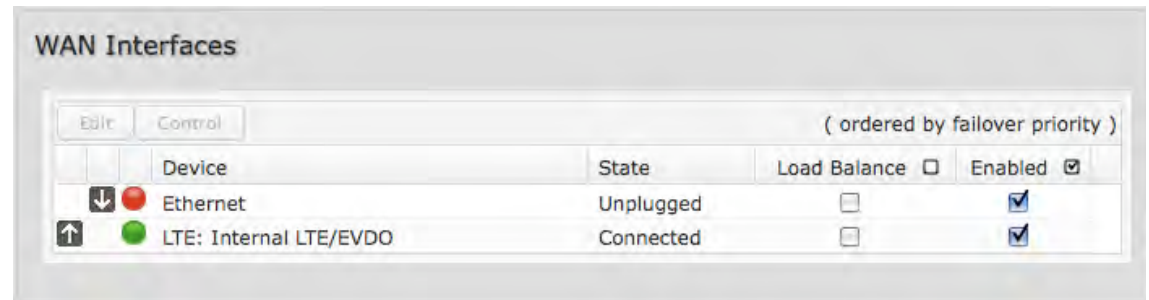 WAN Interfaces
Edit Control ( ordered by failover priority )
Device State Load Balance Enabled
Ethernet Unplugged
LTE: Internal LTE/EVDO Connected